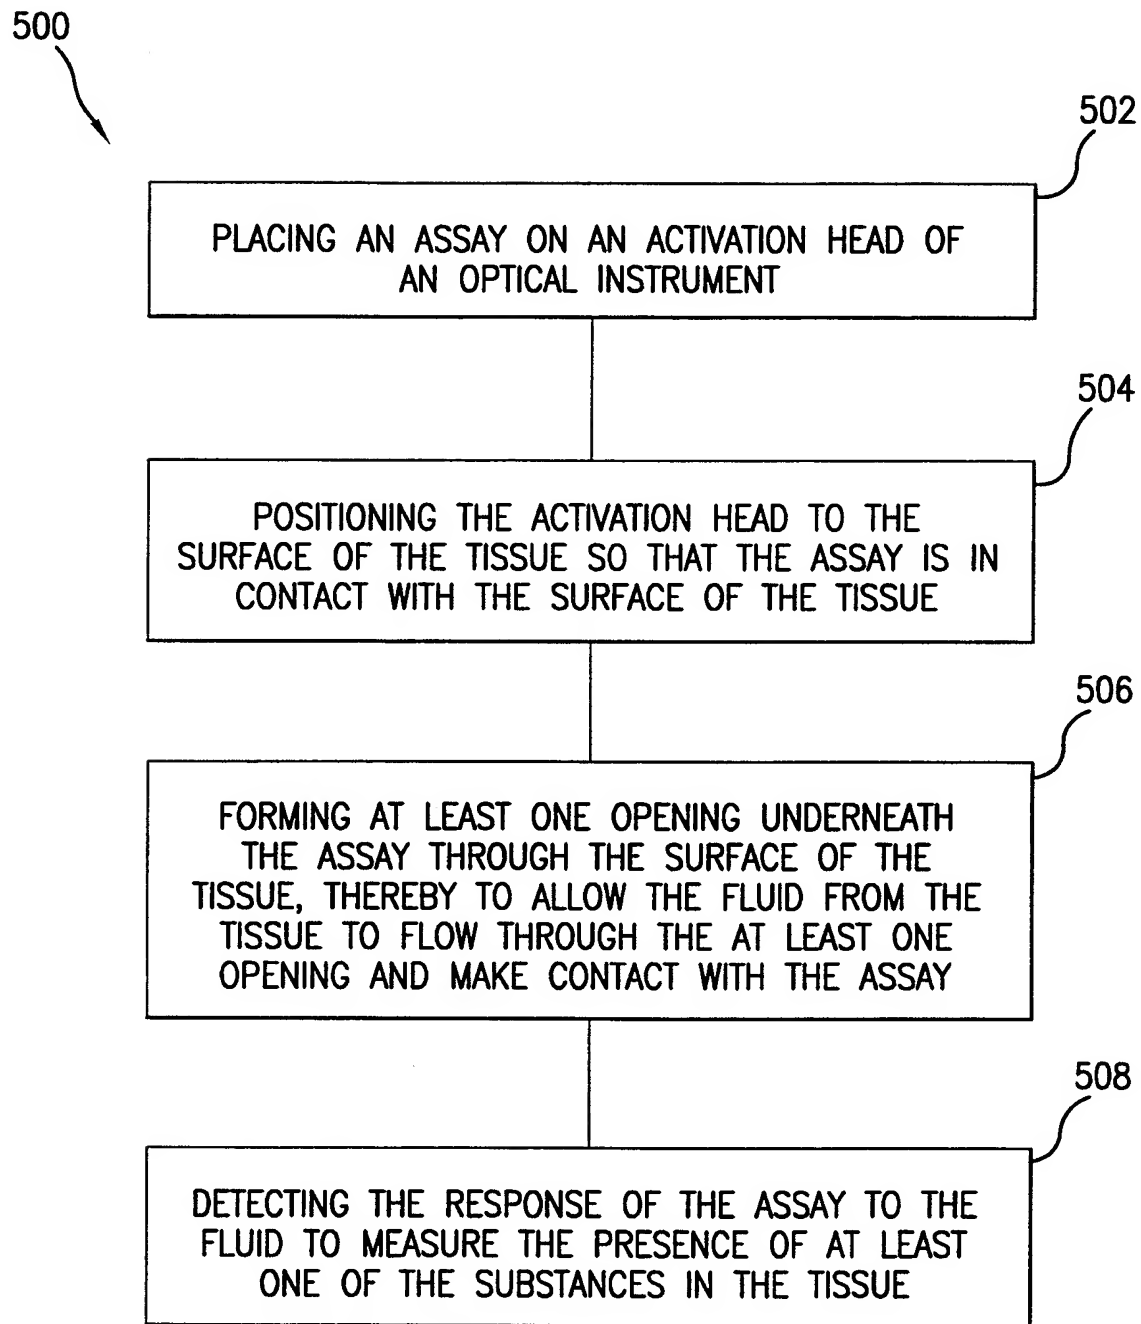 500
502
PLACING AN ASSAY ON AN ACTIVATION HEAD OF
AN OPTICAL INSTRUMENT
504
POSITIONING THE ACTIVATION HEAD TO THE
SURFACE OF THE TISSUE SO THAT THE ASSAY IS IN
CONTACT WITH THE SURFACE OF THE TISSUE
506
FORMING AT LEAST ONE OPENING UNDERNEATH
THE ASSAY THROUGH THE SURFACE OF THE
TISSUE, THEREBY TO ALLOW THE FLUID FROM THE
TISSUE TO FLOW THROUGH THE AT LEAST ONE
OPENING AND MAKE CONTACT WITH THE ASSAY
508
DETECTING THE RESPONSE OF THE ASSAY TO THE
FLUID TO MEASURE THE PRESENCE OF AT LEAST
ONE OF THE SUBSTANCES IN THE TISSUE